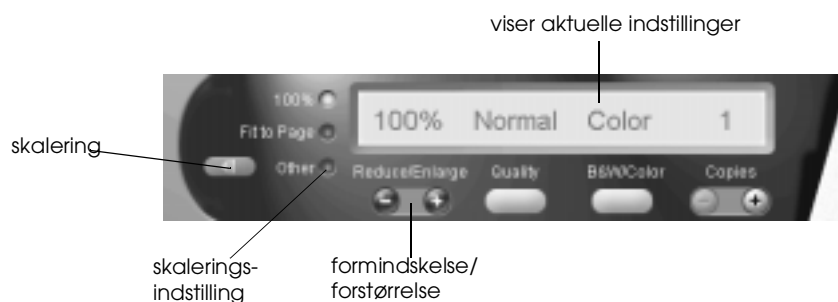 viser aktuelle indstillinger
100%
Fit to Page
Other
100% Normal Color 1
skalering
Reduce/Enlarge Quality B&W/Color Copies
skalerings-
indstilling
formindskelse/
forstørrelse